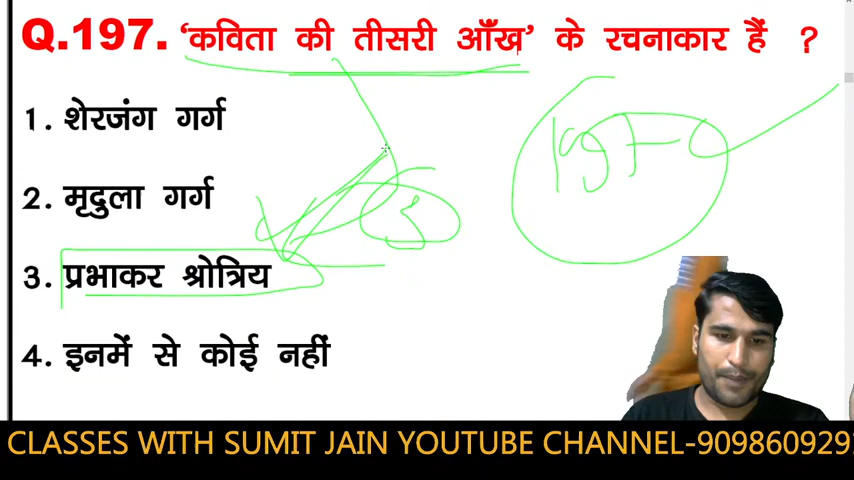 Q.197. ‘कविता की तीसरी आँख’ के रचनाकार हैं ?
1. शेरजंग गर्ग
2. मृदुला गर्ग
3. प्रभाकर श्रोत्रिय
4. इनमें से कोई नहीं
CLASSES WITH SUMIT JAIN YOUTUBE CHANNEL-909860929